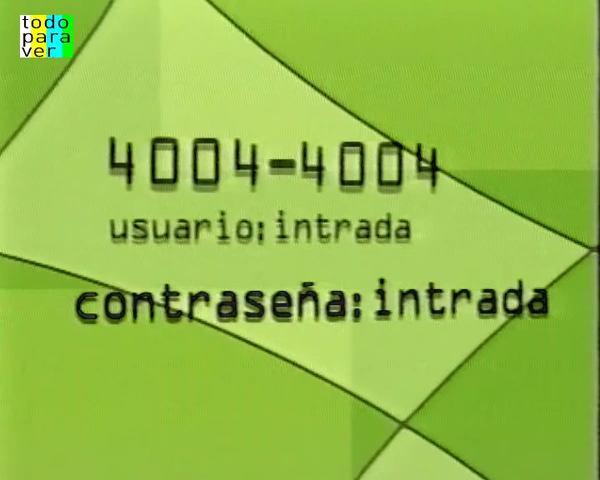 todo
para
ver
4004-4004
usuario:intrada
contraseña:intrada